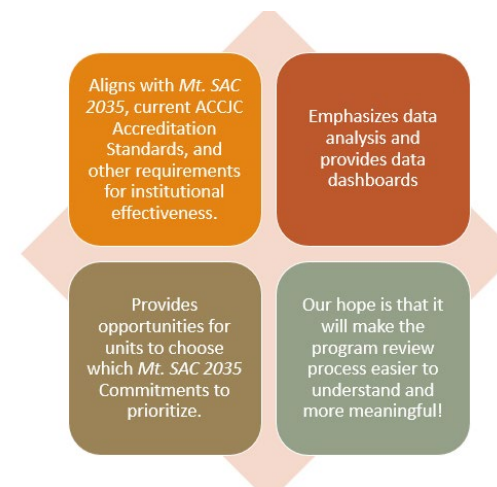 Aligns with Mt. SAC
2035, current ACCJC
Accreditation
Standards, and
other requirements
for institutional
effectiveness.
Emphasizes data
analysis and
provides data
dashboards
Provides
opportunities for
units to choose
which Mt. SAC 2035
Commitments to
prioritize.
Our hope is that it
will make the
program review
process easier to
understand and
more meaningful!